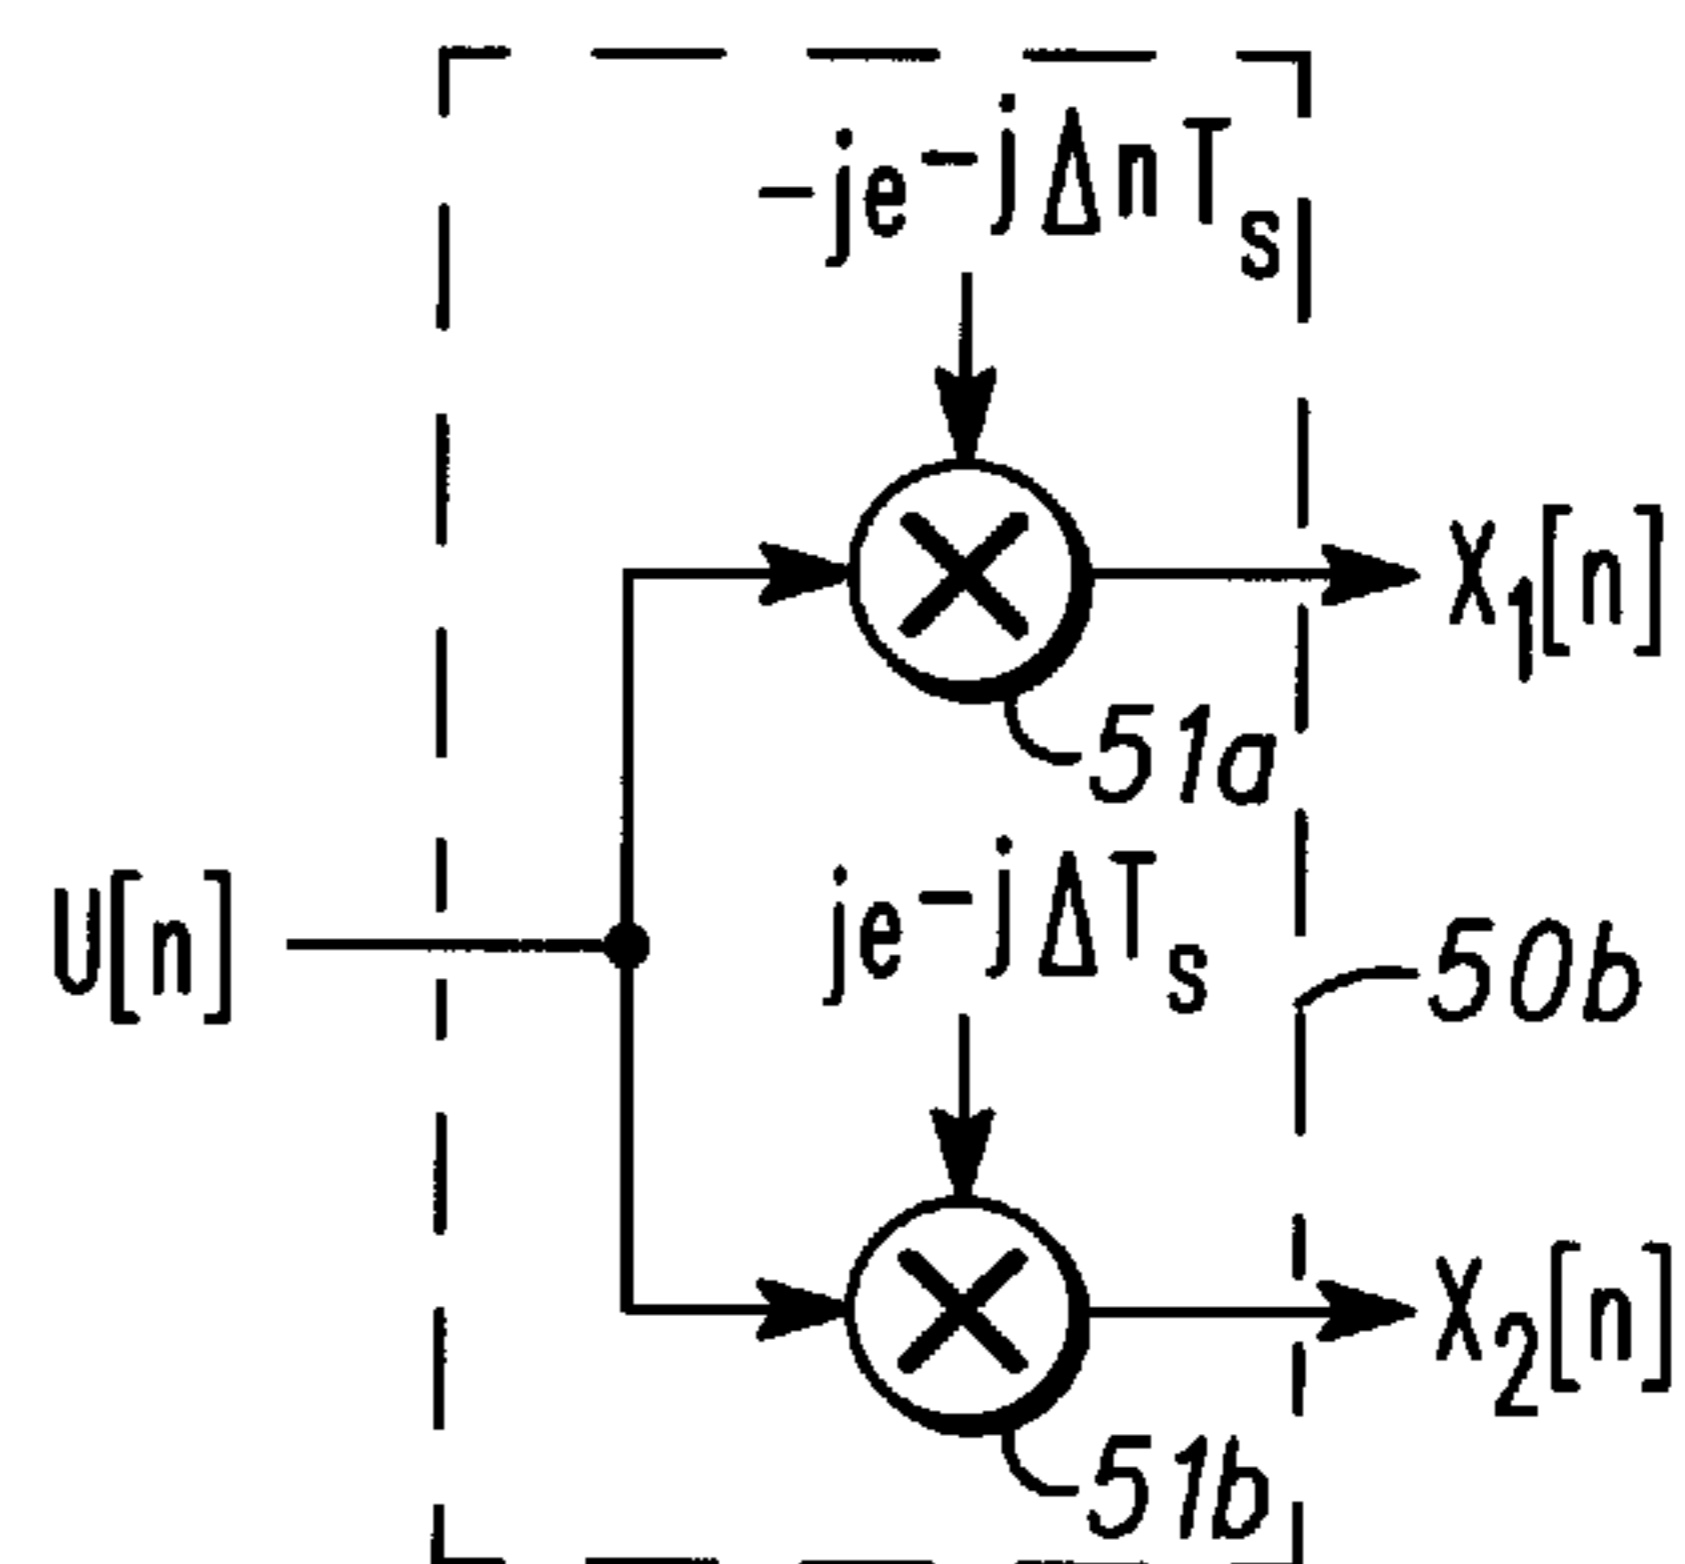 -je^{-jΔnT_s}
X_1[n]
51a
je^{-jΔT_s}
U[n]
50b
X_2[n]
51b